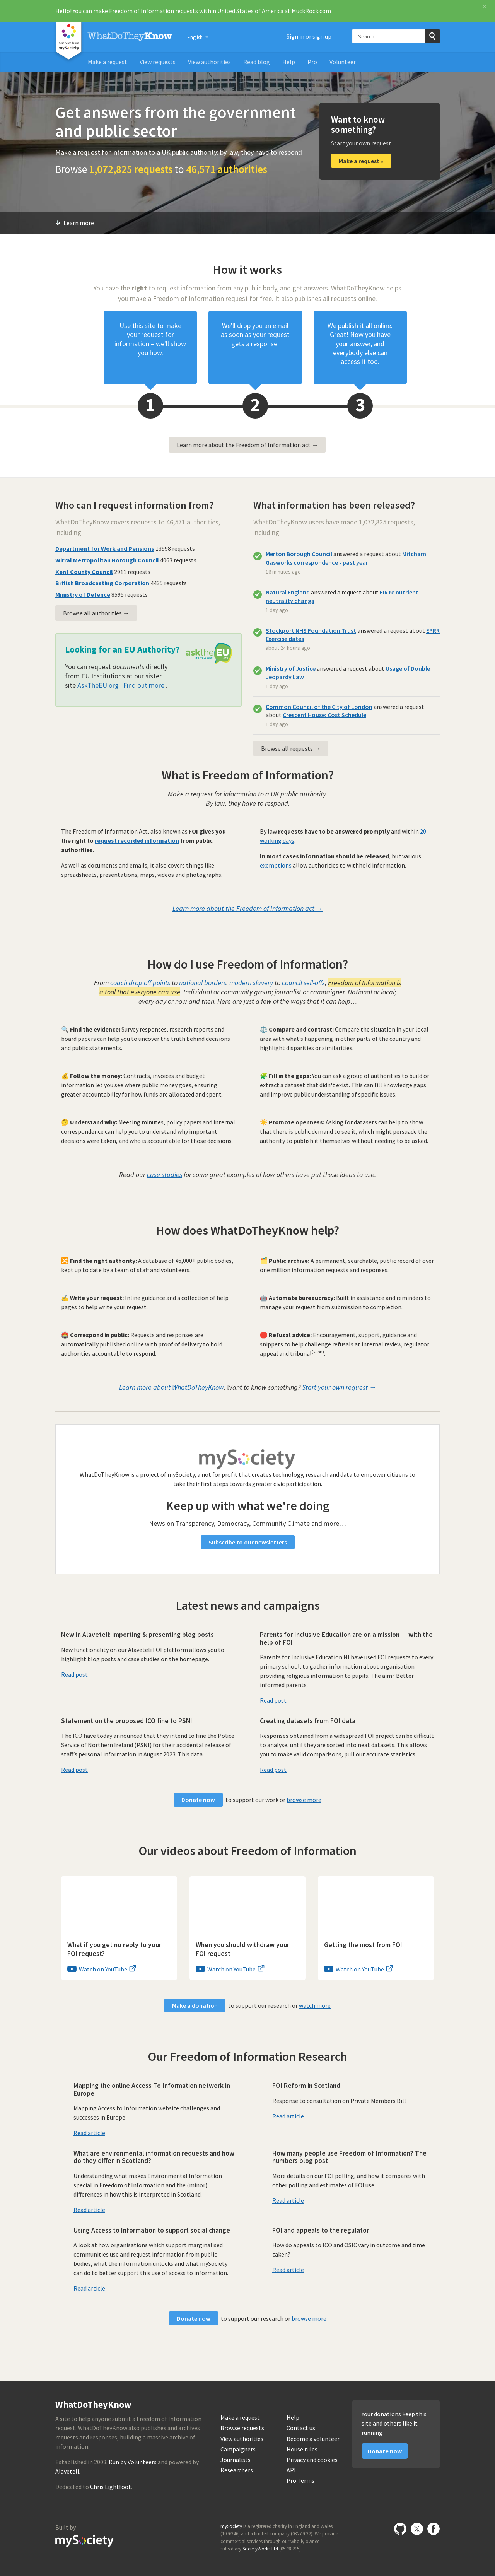 Hello! You can make Freedom of Information requests within United States of America at MuckRock.com
×
WhatDoTheyKnow
English
Sign in or sign up
Search
Make a request
View requests
View authorities
Read blog
Help
Pro
Volunteer
Get answers from the government
and public sector
Make a request for information to a UK public authority: by law, they have to respond
Browse 1,072,825 requests to 46,571 authorities
Want to know
something?
Start your own request
Make a request »
Learn more
How it works
You have the right to request information from any public body, and get answers. WhatDoTheyKnow helps
you make a Freedom of Information request for free. It also publishes all requests online.
Use this site to make
your request for
information – we'll show
you how.
We'll drop you an email
as soon as your request
gets a response.
We publish it all online.
Great! Now you have
your answer, and
everybody else can
access it too.
1
2
3
Learn more about the Freedom of Information act →
Who can I request information from?
WhatDoTheyKnow covers requests to 46,571 authorities,
including:
Department for Work and Pensions 13998 requests
Wirral Metropolitan Borough Council 4063 requests
Kent County Council 2911 requests
British Broadcasting Corporation 4435 requests
Ministry of Defence 8595 requests
Browse all authorities →
Looking for an EU Authority?
asktheEU
You can request documents directly
from EU Institutions at our sister
site AskTheEU.org . Find out more .
What information has been released?
WhatDoTheyKnow users have made 1,072,825 requests,
including:
Merton Borough Council answered a request about Mitcham
Gasworks correspondence - past year
18 minutes ago
Natural England answered a request about EIR re nutrient
neutrality changs
1 day ago
Stockport NHS Foundation Trust answered a request about EPRR
Exercise dates
about 24 hours ago
Ministry of Justice answered a request about Usage of Double
Jeopardy Law
1 day ago
Common Council of the City of London answered a request
about Crescent House: Cost Schedule
1 day ago
Browse all requests →
What is Freedom of Information?
Make a request for information to a UK public authority.
By law, they have to respond.
The Freedom of Information Act, also known as FOI gives you
the right to request recorded information from public
authorities.
As well as documents and emails, it also covers things like
spreadsheets, presentations, maps, videos and photographs.
By law requests have to be answered promptly and within 20
working days.
In most cases information should be released, but various
exemptions allow authorities to withhold information.
Learn more about the Freedom of Information act →
How do I use Freedom of Information?
From coach drop off points to national borders; modern slavery to council sell-offs, Freedom of Information is
a tool that everyone can use. Individual or community group; journalist or campaigner. National or local;
every day or now and then. Here are just a few of the ways that it can help…
🔍 Find the evidence: Survey responses, research reports and
board papers can help you to uncover the truth behind decisions
and public statements.
⚖️ Compare and contrast: Compare the situation in your local
area with what's happening in other parts of the country and
highlight disparities or similarities.
💰 Follow the money: Contracts, invoices and budget
information let you see where public money goes, ensuring
greater accountability for how funds are allocated and spent.
🧩 Fill in the gaps: You can ask a group of authorities to build or
extract a dataset that didn't exist. This can fill knowledge gaps
and improve public understanding of specific issues.
🤔 Understand why: Meeting minutes, policy papers and internal
correspondence can help you to understand why important
decisions were taken, and who is accountable for those decisions.
☀️ Promote openness: Asking for datasets can help to show
that there is public demand to see it, which might persuade the
authority to publish it themselves without needing to be asked.
Read our case studies for some great examples of how others have put these ideas to use.
How does WhatDoTheyKnow help?
🔀 Find the right authority: A database of 46,000+ public bodies,
kept up to date by a team of staff and volunteers.
🗂️ Public archive: A permanent, searchable, public record of over
one million information requests and responses.
✍️ Write your request: Inline guidance and a collection of help
pages to help write your request.
🤖 Automate bureaucracy: Built in assistance and reminders to
manage your request from submission to completion.
📮 Correspond in public: Requests and responses are
automatically published online with proof of delivery to hold
authorities accountable to respond.
🛑 Refusal advice: Encouragement, support, guidance and
snippets to help challenge refusals at internal review, regulator
appeal and tribunal(soon).
Learn more about WhatDoTheyKnow. Want to know something? Start your own request →
mySociety
WhatDoTheyKnow is a project of mySociety, a not for profit that creates technology, research and data to empower citizens to
take their first steps towards greater civic participation.
Keep up with what we're doing
News on Transparency, Democracy, Community Climate and more…
Subscribe to our newsletters
Latest news and campaigns
New in Alaveteli: importing & presenting blog posts
New functionality on our Alaveteli FOI platform allows you to
highlight blog posts and case studies on the homepage.
Read post
Parents for Inclusive Education are on a mission — with the
help of FOI
Parents for Inclusive Education NI have used FOI requests to every
primary school, to gather information about organisation
providing religious information to pupils. The aim? Better
informed parents.
Read post
Statement on the proposed ICO fine to PSNI
The ICO have today announced that they intend to fine the Police
Service of Northern Ireland (PSNI) for their accidental release of
staff's personal information in August 2023. This data...
Read post
Creating datasets from FOI data
Responses obtained from a widespread FOI project can be difficult
to analyse, until they are sorted into neat datasets. This allows
you to make valid comparisons, pull out accurate statistics...
Read post
Donate now to support our work or browse more
Our videos about Freedom of Information
What if you get no reply to your
FOI request?
Watch on YouTube
When you should withdraw your
FOI request
Watch on YouTube
Getting the most from FOI
Watch on YouTube
Make a donation to support our research or watch more
Our Freedom of Information Research
Mapping the online Access To Information network in
Europe
Mapping Access to Information website challenges and
successes in Europe
Read article
FOI Reform in Scotland
Response to consultation on Private Members Bill
Read article
What are environmental information requests and how
do they differ in Scotland?
Understanding what makes Environmental Information
special in Freedom of Information and the (minor)
differences in how this is interpreted in Scotland.
Read article
How many people use Freedom of Information? The
numbers blog post
More details on our FOI polling, and how it compares with
other polling and estimates of FOI use.
Read article
Using Access to Information to support social change
A look at how organisations which support marginalised
communities use and request information from public
bodies, what the information unlocks and what mySociety
can do to better support this use of access to information.
Read article
FOI and appeals to the regulator
How do appeals to ICO and OSIC vary in outcome and time
taken?
Read article
Donate now to support our research or browse more
WhatDoTheyKnow
A site to help anyone submit a Freedom of Information
request. WhatDoTheyKnow also publishes and archives
requests and responses, building a massive archive of
information.
Established in 2008. Run by Volunteers and powered by
Alaveteli.
Dedicated to Chris Lightfoot
Make a request
Browse requests
View authorities
Campaigners
Journalists
Researchers
Help
Contact us
Become a volunteer
House rules
Privacy and cookies
API
Pro Terms
Your donations keep this
site and others like it
running
Donate now
Built by
mySociety
mySociety is a registered charity in England and Wales
(1076346) and a limited company (03277032). We provide
commercial services through our wholly owned
subsidiary SocietyWorks Ltd (05798215).